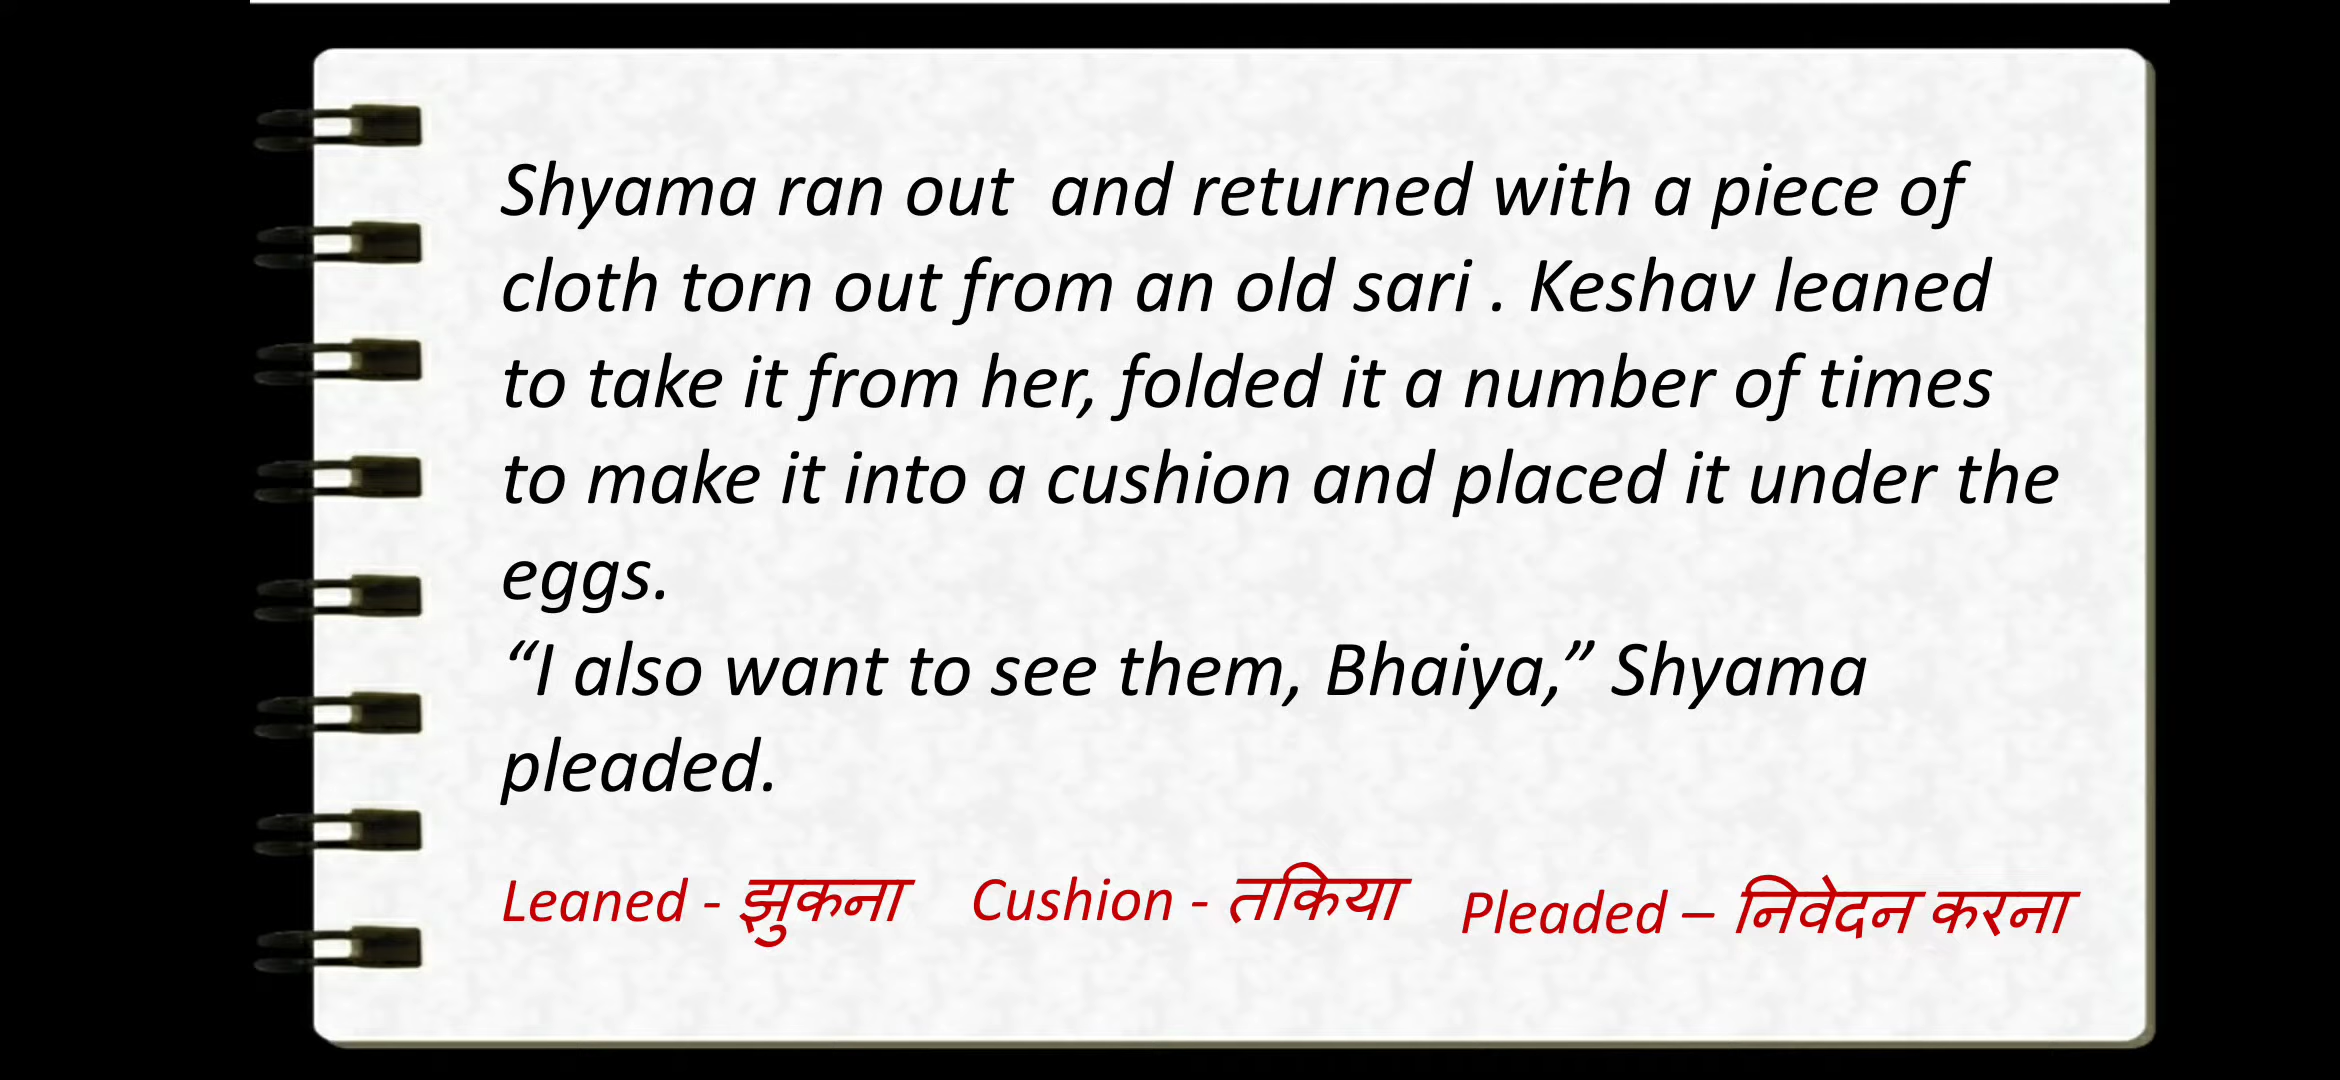 Shyama ran out  and returned with a piece of
cloth torn out from an old sari . Keshav leaned
to take it from her, folded it a number of times
to make it into a cushion and placed it under the
eggs.
“I also want to see them, Bhaiya,” Shyama
pleaded.
Leaned - झुकना Cushion - तकिया Pleaded – निवेदन करना